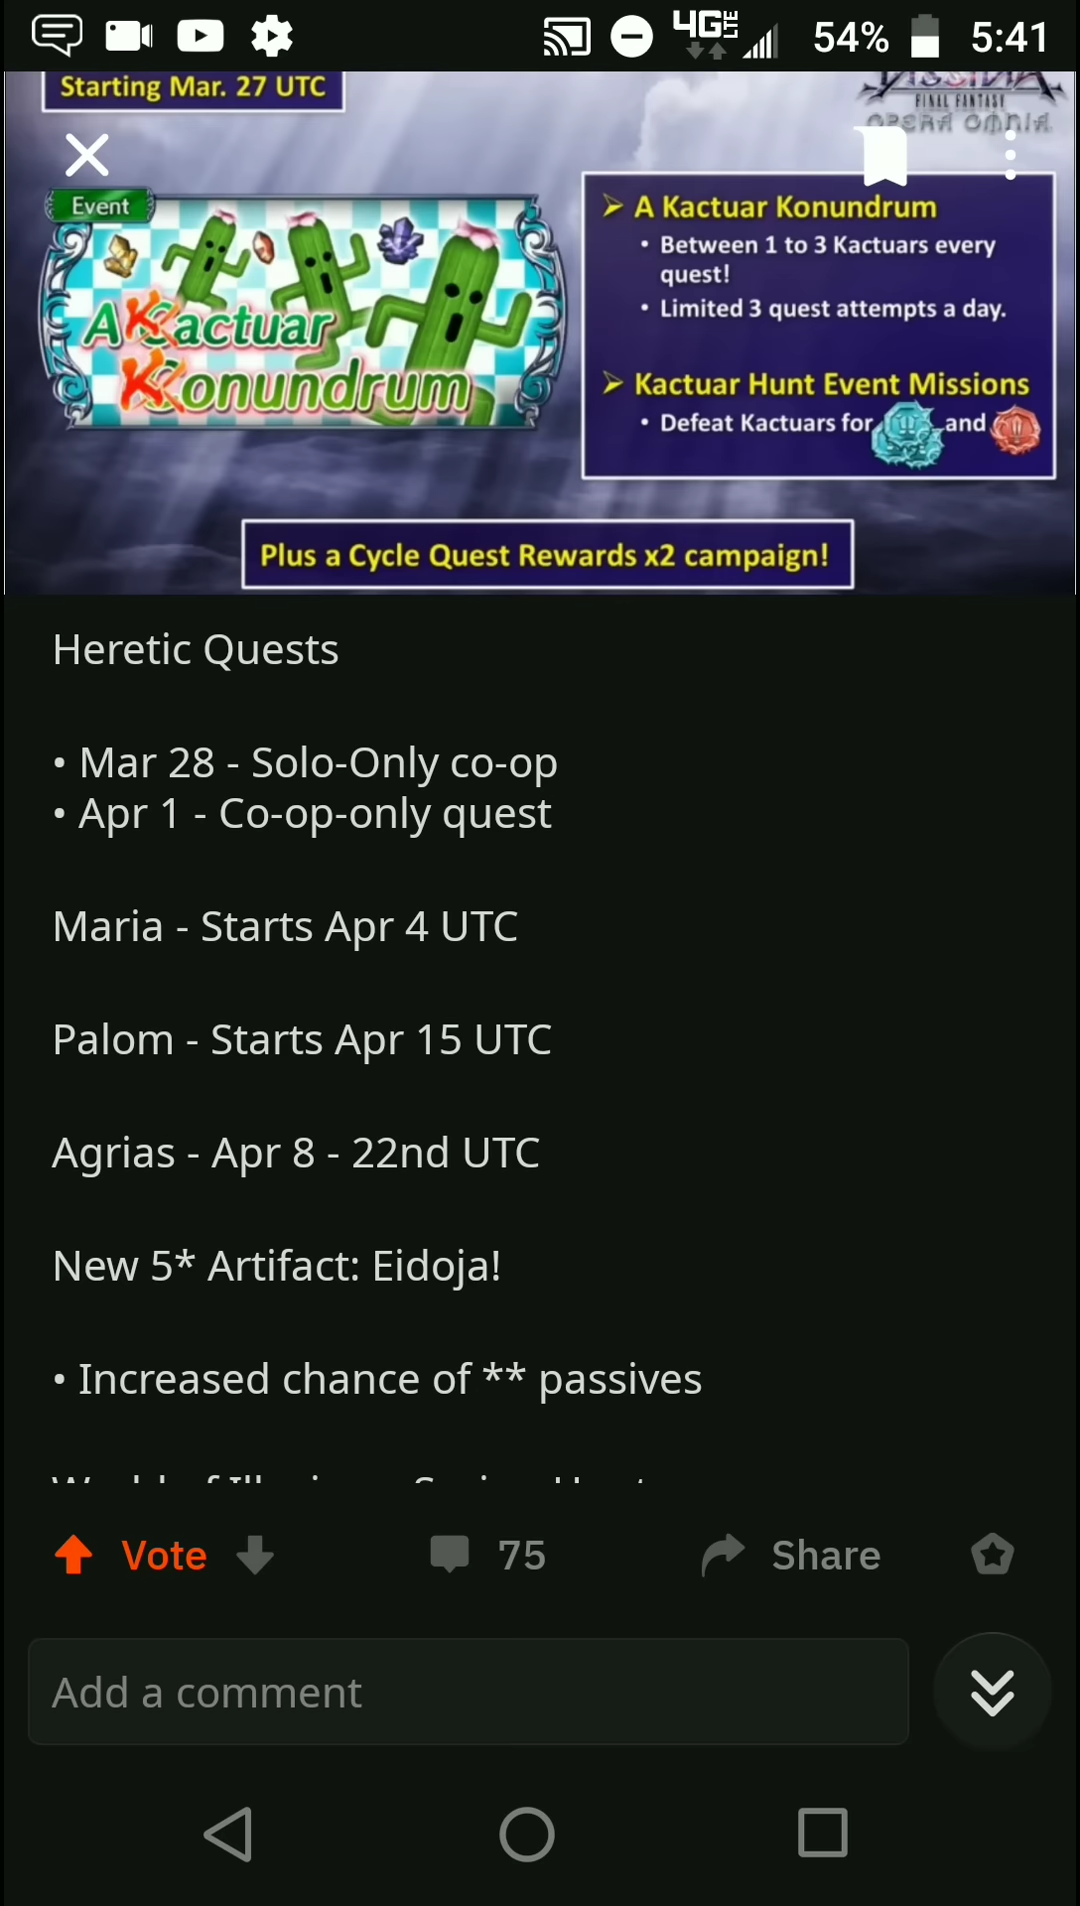 4G LTE 54% 5:41
Starting Mar. 27 UTC
FINAL FANTASY
OPERA OMNIA
Event
A Kactuar
Konundrum
➢ A Kactuar Konundrum
• Between 1 to 3 Kactuars every
quest!
• Limited 3 quest attempts a day.
➢ Kactuar Hunt Event Missions
• Defeat Kactuars for and
Plus a Cycle Quest Rewards x2 campaign!
Heretic Quests
• Mar 28 - Solo-Only co-op
• Apr 1 - Co-op-only quest
Maria - Starts Apr 4 UTC
Palom - Starts Apr 15 UTC
Agrias - Apr 8 - 22nd UTC
New 5* Artifact: Eidoja!
• Increased chance of ** passives
Vote 75 Share
Add a comment